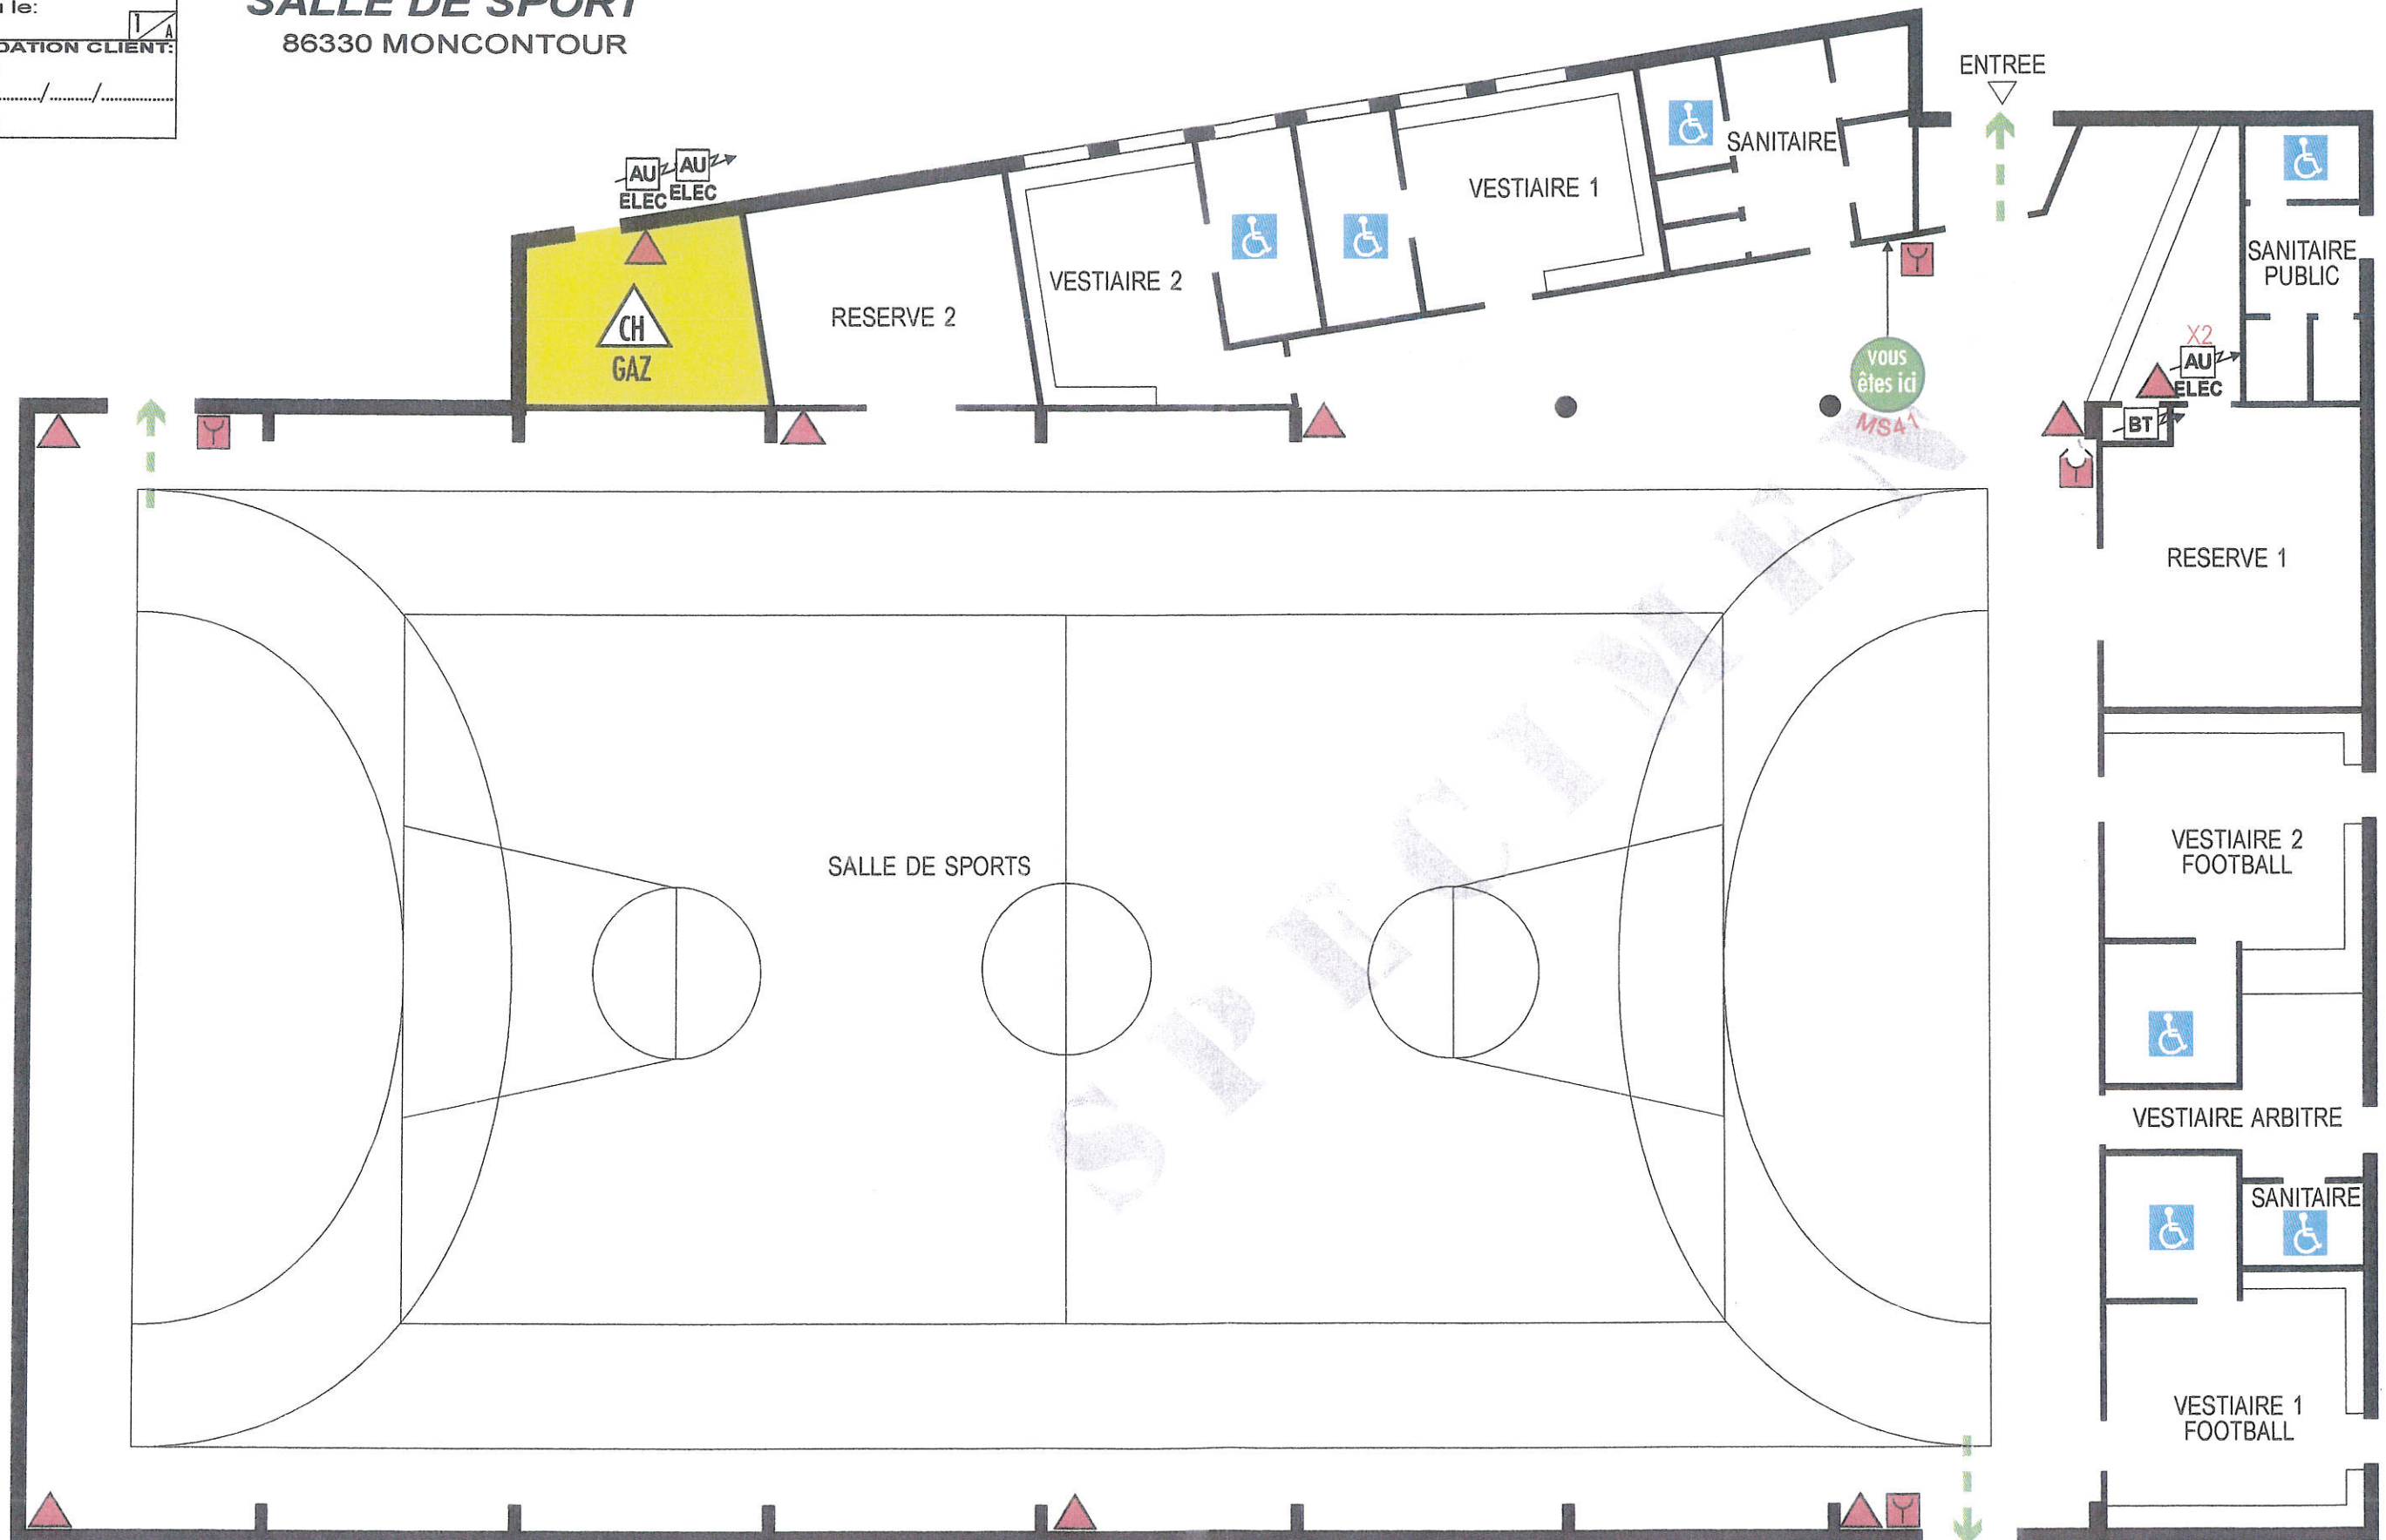 le:
1/A
DATION CLIENT:
....../......./..............
SALLE DE SPORT
86330 MONCONTOUR
ENTREE
AU
ELEC
AU
ELEC
SANITAIRE
VESTIAIRE 1
SANITAIRE
PUBLIC
VESTIAIRE 2
RESERVE 2
CH
GAZ
X2
AU
ELEC
vous
êtes ici
MS41
BT
RESERVE 1
SALLE DE SPORTS
VESTIAIRE 2
FOOTBALL
VESTIAIRE ARBITRE
SANITAIRE
VESTIAIRE 1
FOOTBALL
SPECIMEN